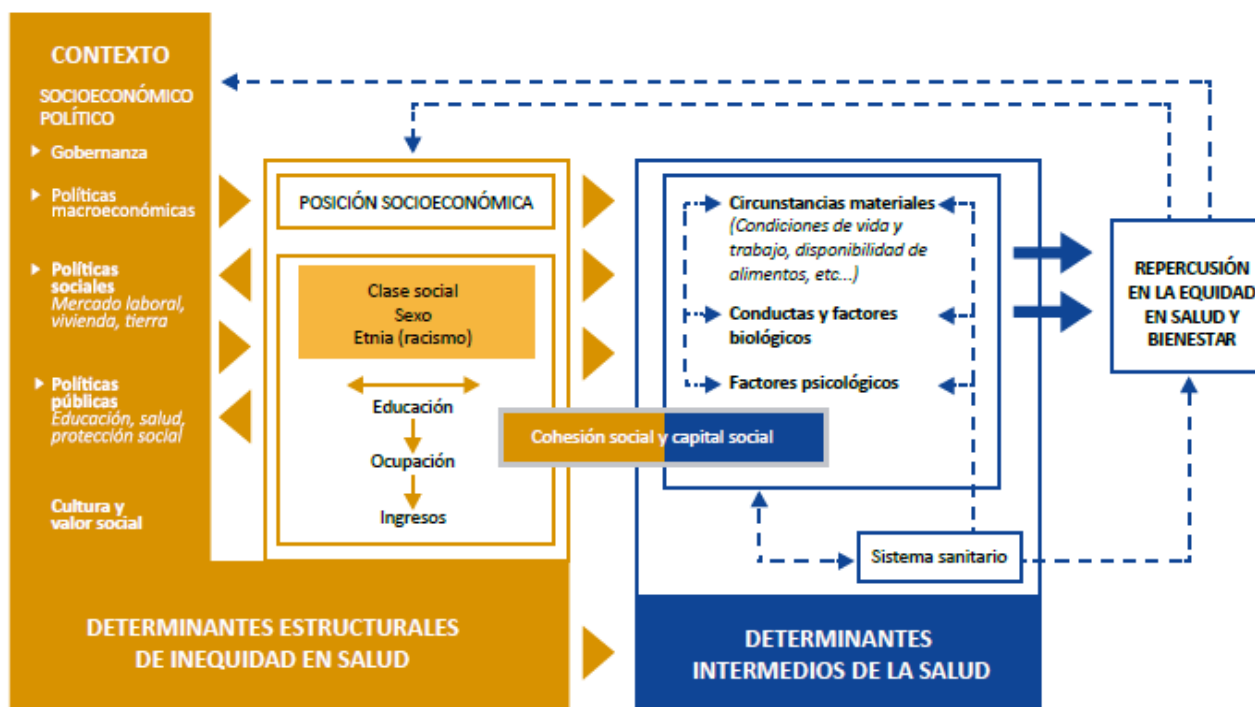 CONTEXTO
SOCIOECONÓMICO
POLÍTICO
Gobernanza
Políticas
macroeconómicas
Políticas
sociales
Mercado laboral,
vivienda, tierra
Políticas
públicas
Educación, salud,
protección social
Cultura y
valor social
POSICIÓN SOCIOECONÓMICA
Clase social
Sexo
Etnia (racismo)
Educación
Ocupación
Ingresos
Cohesión social y capital social
Circunstancias materiales
(Condiciones de vida y
trabajo, disponibilidad de
alimentos, etc...)
Conductas y factores
biológicos
Factores psicológicos
Sistema sanitario
REPERCUSIÓN
EN LA EQUIDAD
EN SALUD Y
BIENESTAR
DETERMINANTES ESTRUCTURALES
DE INEQUIDAD EN SALUD
DETERMINANTES
INTERMEDIOS DE LA SALUD